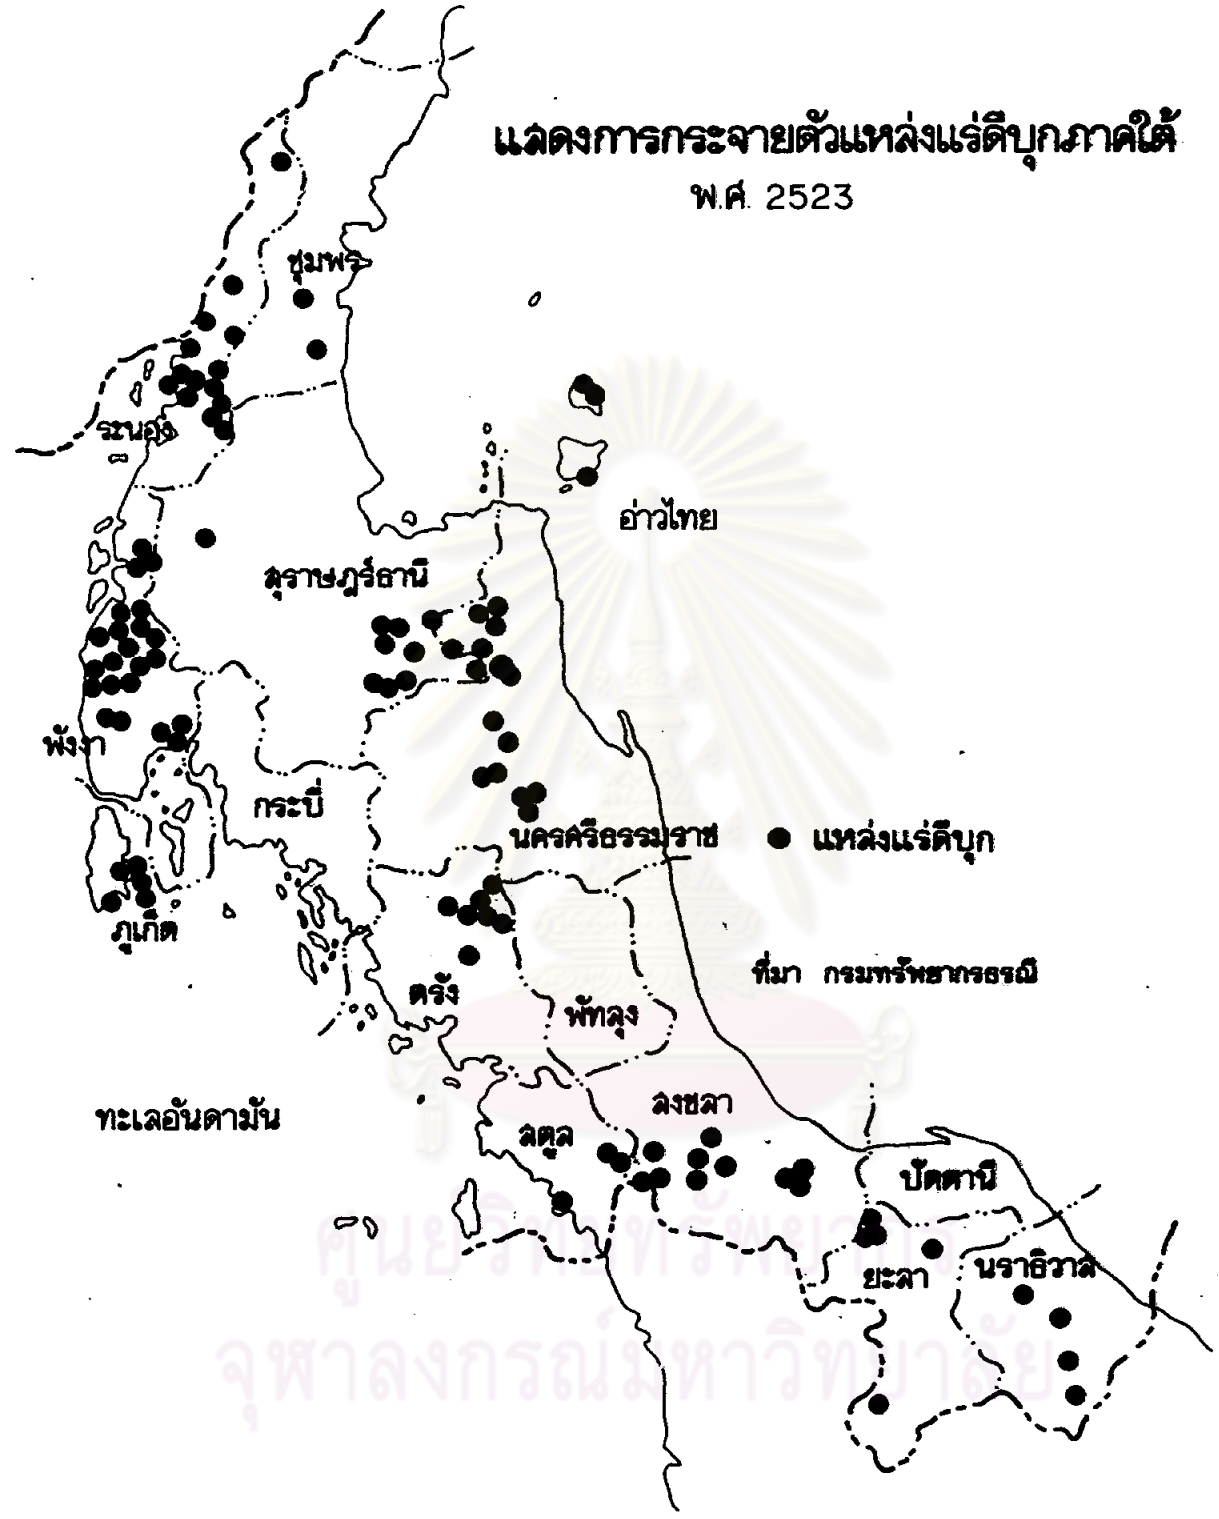 แสดงการกระจายตัวแหล่งแร่ดีบุกภาคใต้
พ.ศ. 2523
ชุมพร
ระนอง
อ่าวไทย
สุราษฎร์ธานี
พังงา
กระบี่
นครศรีธรรมราช
แหล่งแร่ดีบุก
ภูเก็ต
ที่มา กรมทรัพยากรธรณี
ตรัง
พัทลุง
ทะเลอันดามัน
สงขลา
สตูล
ปัตตานี
ศูนย์วิทยทรัพยากร
ยะลา
นราธิวาส
จุฬาลงกรณ์มหาวิทยาลัย